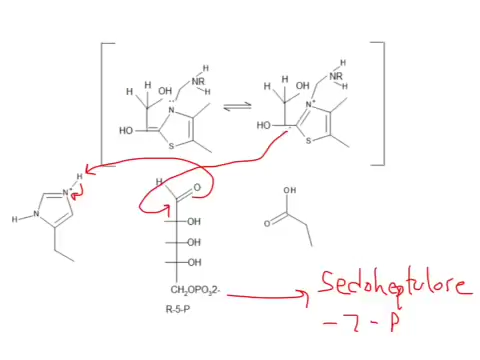 H
H
OH
H
NR
H
N+
HO
S
H
H
OH
H
NR
H
N+
HO
S
H
N+
H
N
H
O
OH
OH
OH
CH2OPO32-
R-5-P
OH
O
Sedoheptulose
-7-P